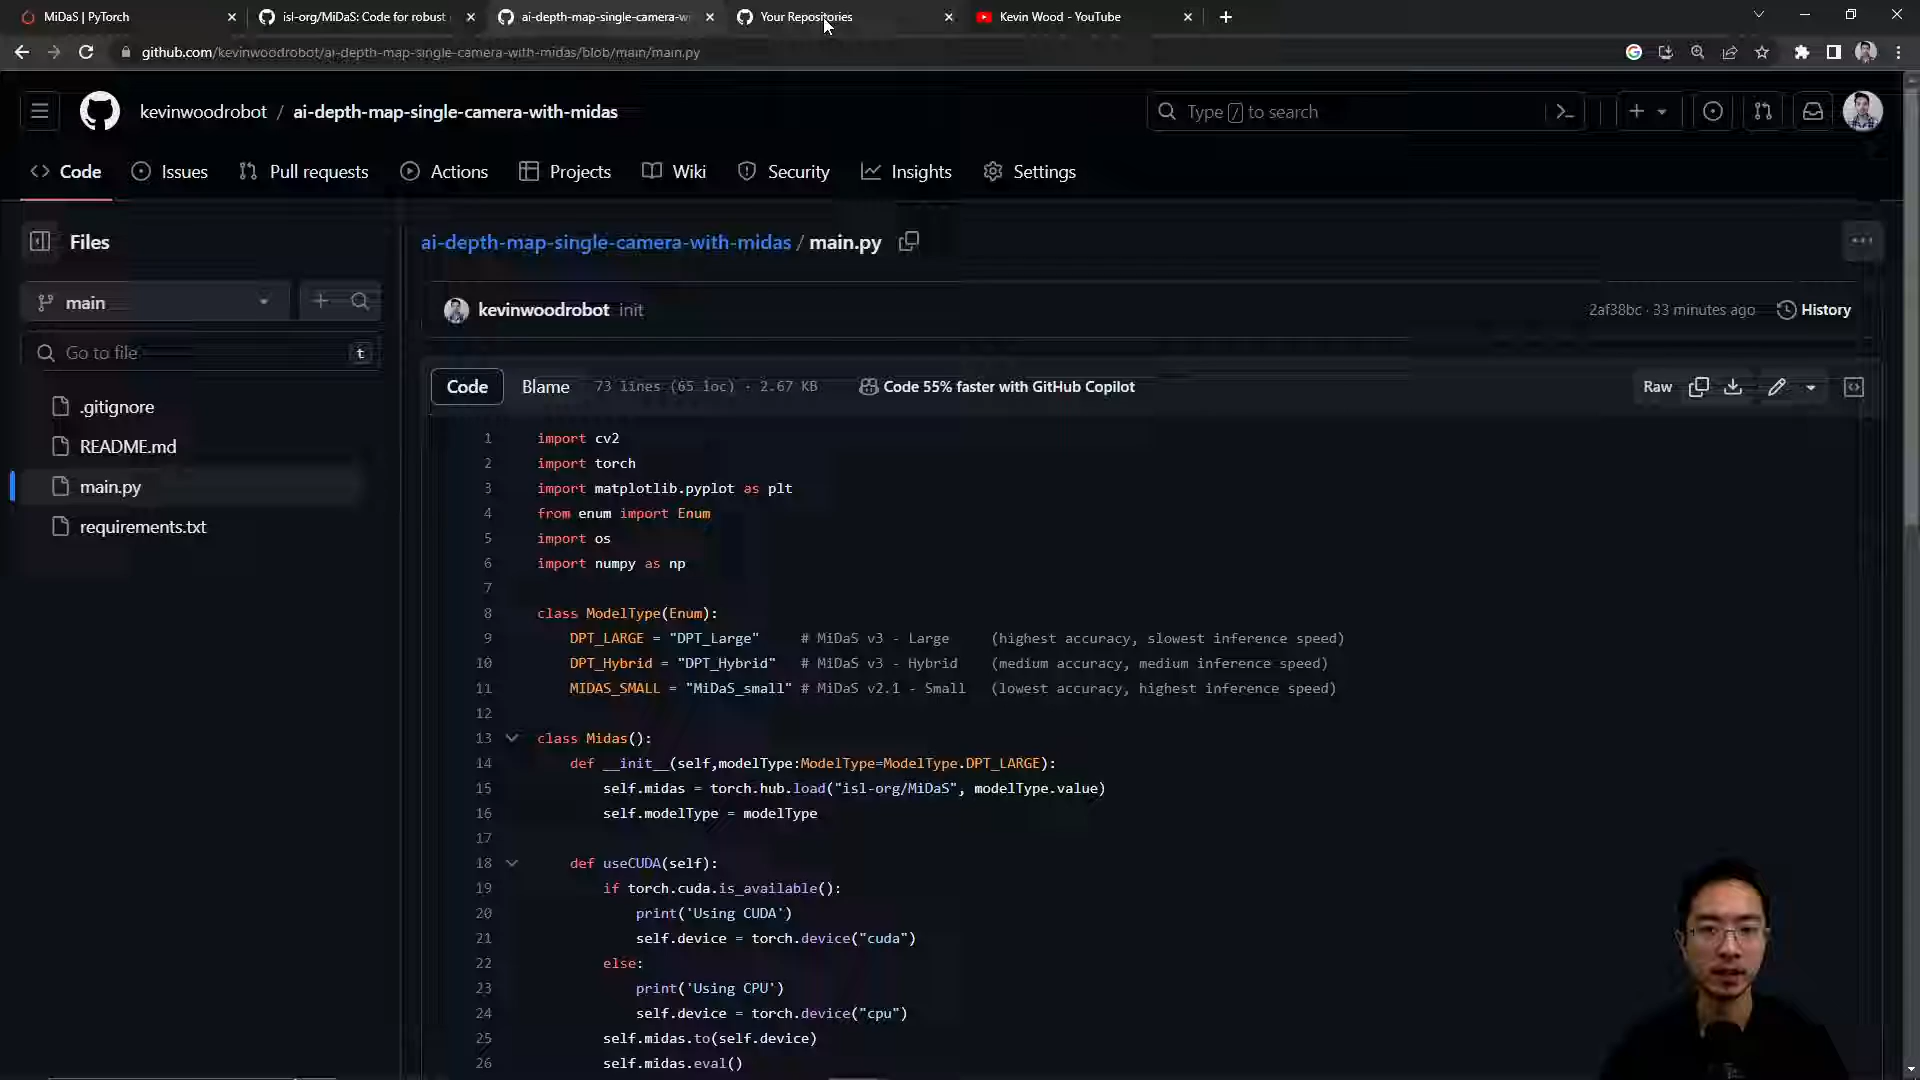 MiDaS | PyTorch
isl-org/MiDaS: Code for robust
ai-depth-map-single-camera-w
Your Repositories
Kevin Wood - YouTube
github.com/kevinwoodrobot/ai-depth-map-single-camera-with-midas/blob/main/main.py
kevinwoodrobot / ai-depth-map-single-camera-with-midas
Type / to search
Code
Issues
Pull requests
Actions
Projects
Wiki
Security
Insights
Settings
Files
ai-depth-map-single-camera-with-midas / main.py
main
kevinwoodrobot init
2af38bc · 33 minutes ago
History
Go to file
t
Code
Blame
73 lines (65 loc) · 2.67 KB
Code 55% faster with GitHub Copilot
Raw
.gitignore
README.md
main.py
requirements.txt
1 import cv2
2 import torch
3 import matplotlib.pyplot as plt
4 from enum import Enum
5 import os
6 import numpy as np
7
8 class ModelType(Enum):
9 DPT_LARGE = "DPT_Large" # MiDaS v3 - Large (highest accuracy, slowest inference speed)
10 DPT_Hybrid = "DPT_Hybrid" # MiDaS v3 - Hybrid (medium accuracy, medium inference speed)
11 MIDAS_SMALL = "MiDaS_small" # MiDaS v2.1 - Small (lowest accuracy, highest inference speed)
12
13 class Midas():
14 def __init__(self,modelType:ModelType=ModelType.DPT_LARGE):
15 self.midas = torch.hub.load("isl-org/MiDaS", modelType.value)
16 self.modelType = modelType
17
18 def useCUDA(self):
19 if torch.cuda.is_available():
20 print('Using CUDA')
21 self.device = torch.device("cuda")
22 else:
23 print('Using CPU')
24 self.device = torch.device("cpu")
25 self.midas.to(self.device)
26 self.midas.eval()